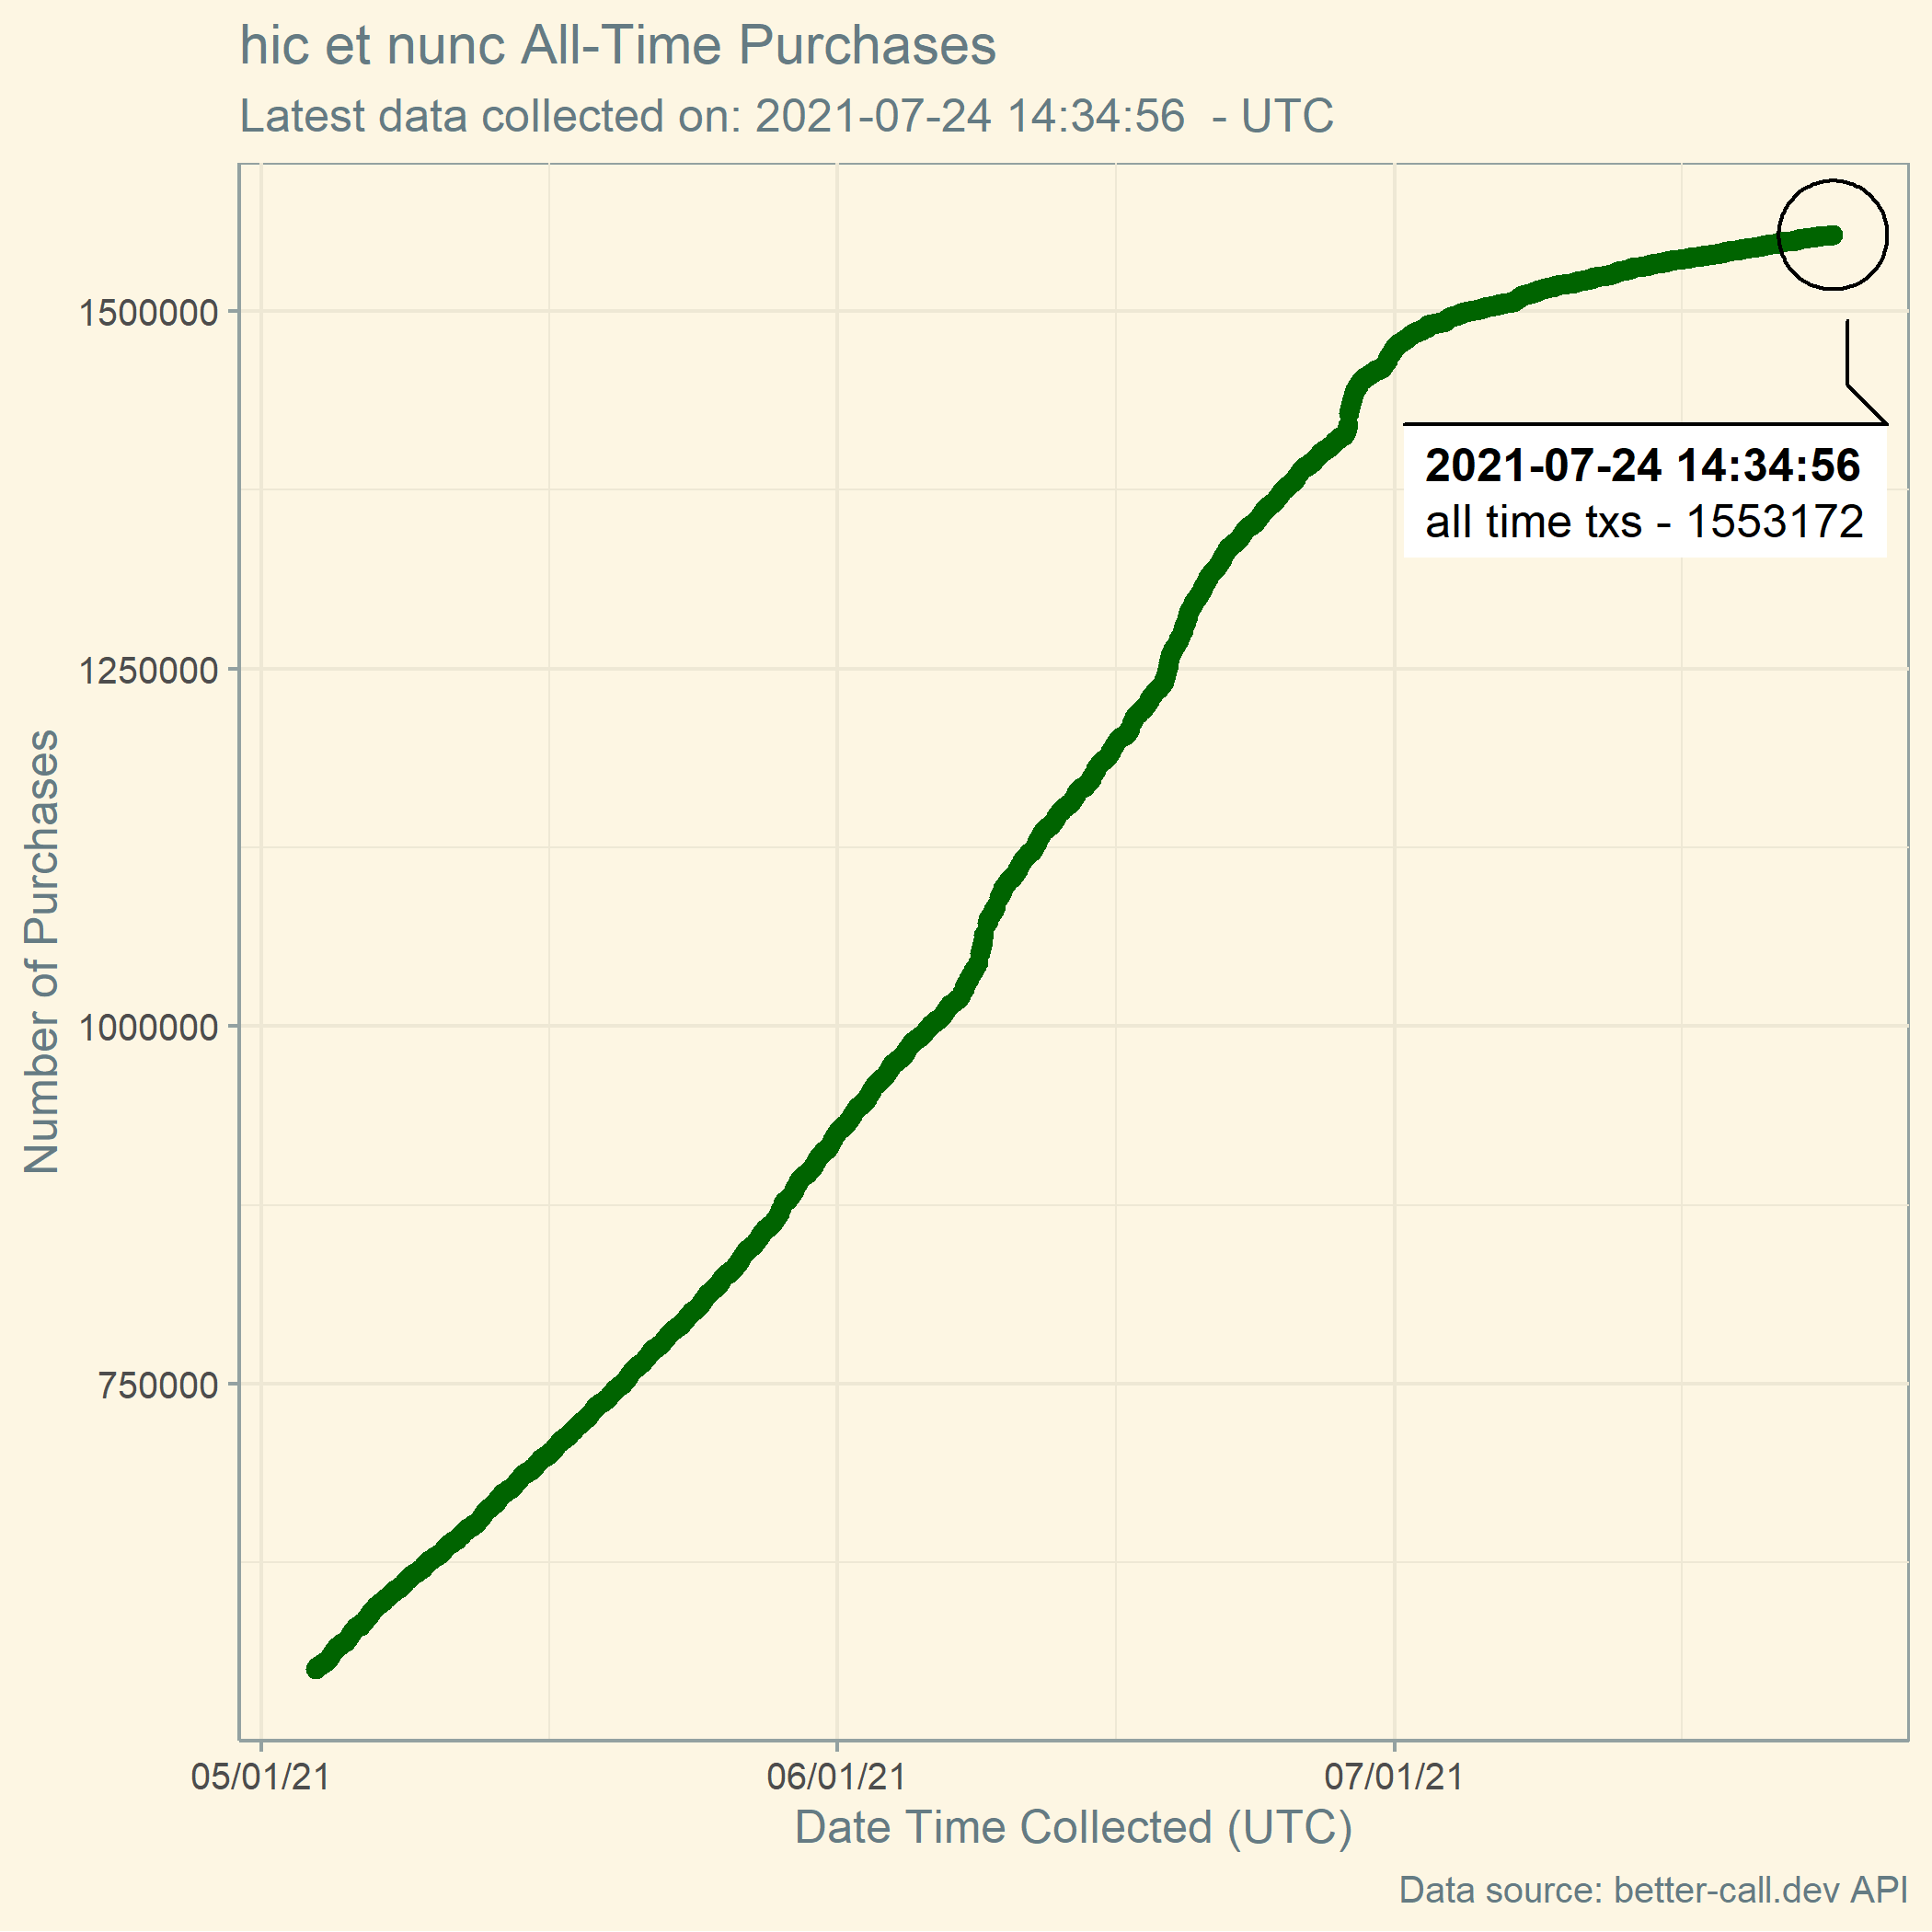 hic et nunc All-Time Purchases
Latest data collected on: 2021-07-24 14:34:56  - UTC
Number of Purchases
1500000
1250000
1000000
750000
2021-07-24 14:34:56
all time txs - 1553172
05/01/21
06/01/21
07/01/21
Date Time Collected (UTC)
Data source: better-call.dev API